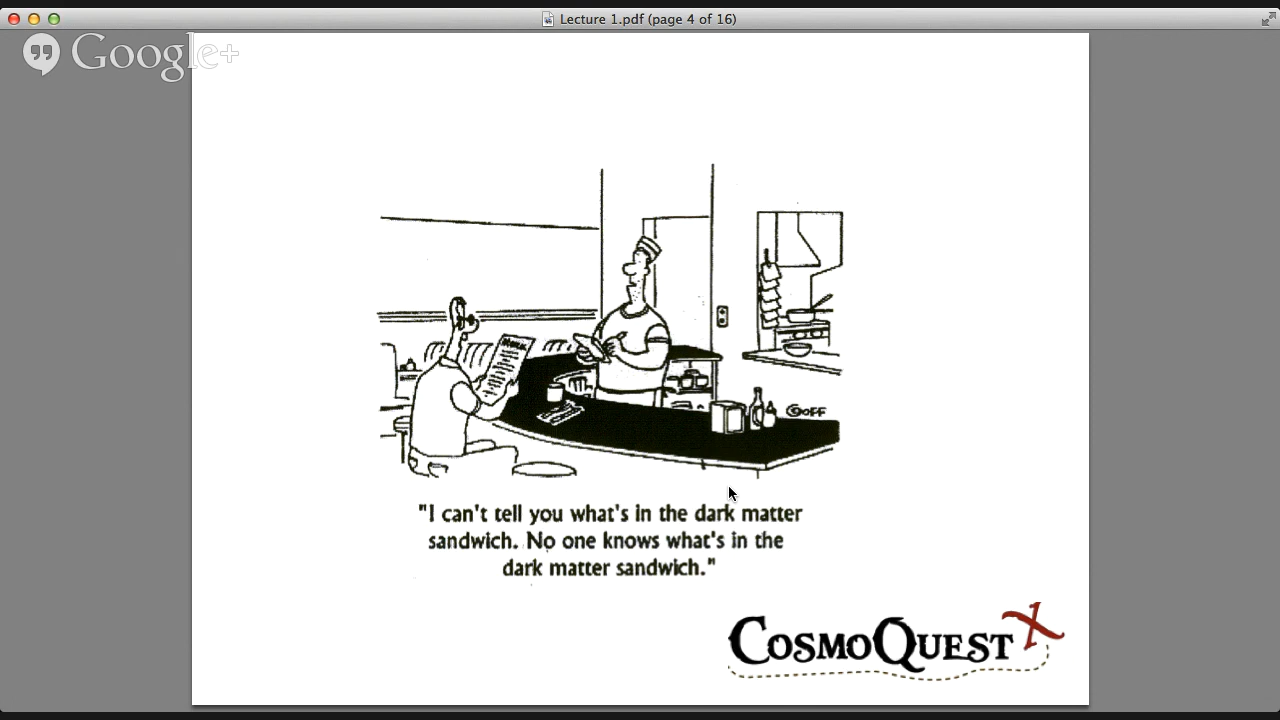 Lecture 1.pdf (page 4 of 16)
Google+
GOFF
"I can't tell you what's in the dark matter
sandwich. No one knows what's in the
dark matter sandwich."
COSMOQUEST X